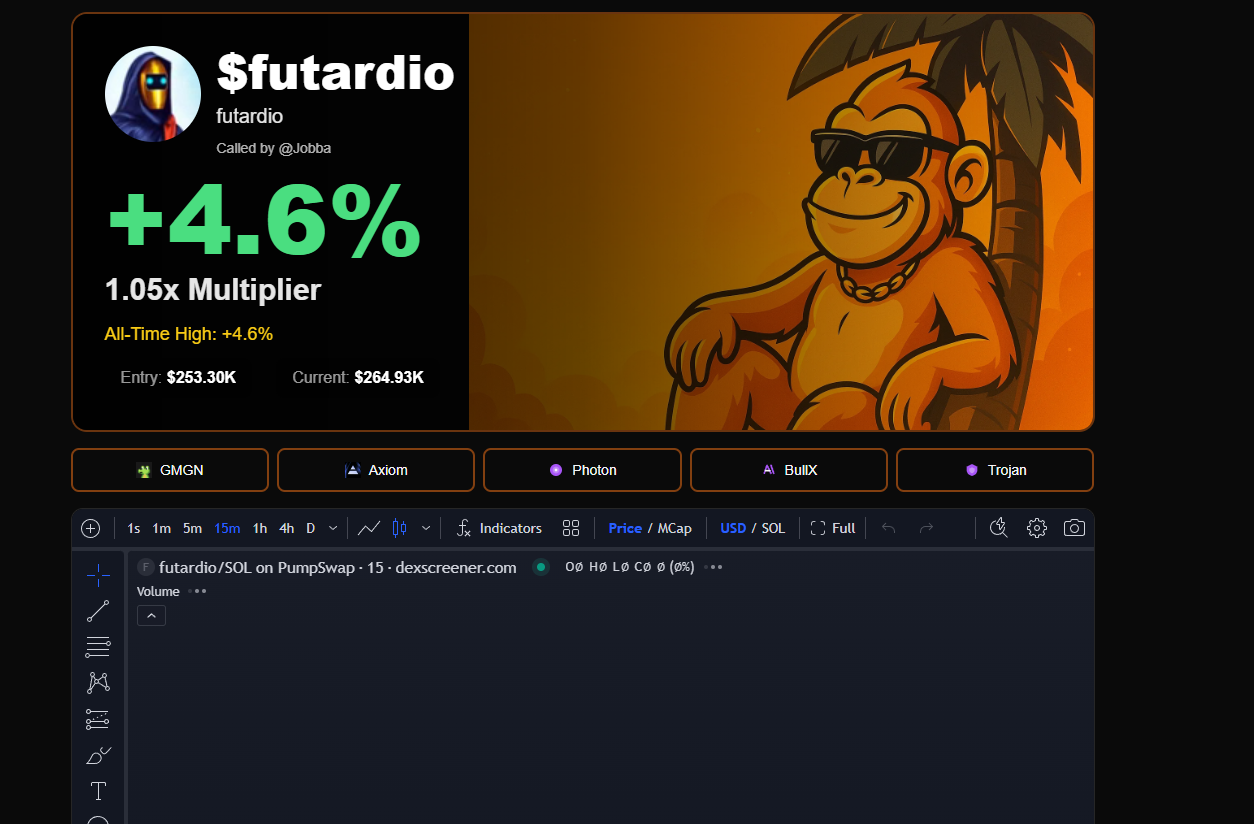 $futardio
futardio
Called by @Jobba
+4.6%
1.05x Multiplier
All-Time High: +4.6%
Entry: $253.30K Current: $264.93K
GMGN Axiom Photon BullX Trojan
1s 1m 5m 15m 1h 4h D Indicators Price / MCap USD / SOL Full
F futardio/SOL on PumpSwap · 15 · dexscreener.com O∅ H∅ L∅ C∅ ∅ (∅%)
Volume